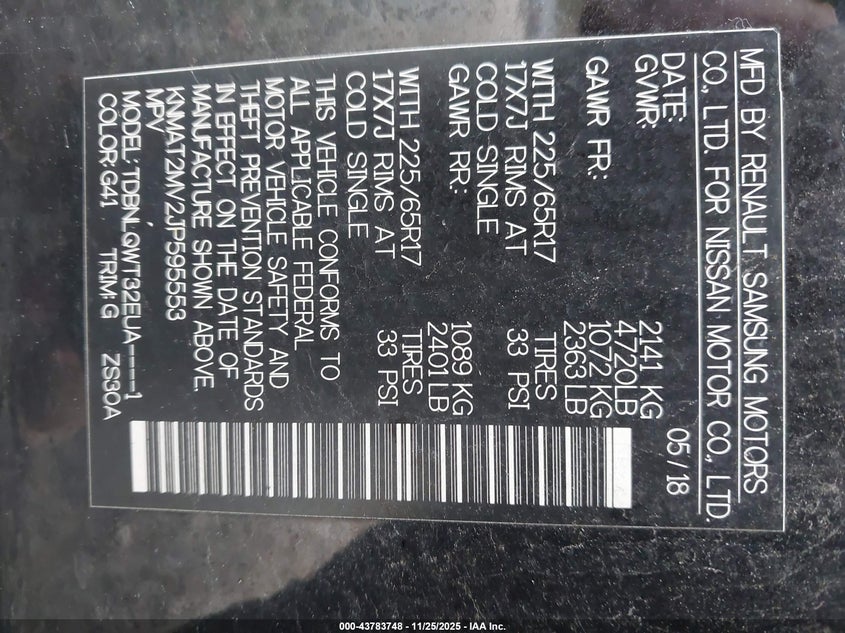 MFD BY RENAULT SAMSUNG MOTORS
CO., LTD. FOR NISSAN MOTOR CO., LTD.
DATE: 05/18
GVWR: 2141 KG
4720LB
GAWR FR: 1072 KG
2363 LB
WITH 225/65R17 TIRES
17X7J RIMS AT 33 PSI
COLD SINGLE
GAWR RR: 1089 KG
2401 LB
WITH 225/65R17 TIRES
17X7J RIMS AT 33 PSI
COLD SINGLE
THIS VEHICLE CONFORMS TO
ALL APPLICABLE FEDERAL
MOTOR VEHICLE SAFETY AND
THEFT PREVENTION STANDARDS
IN EFFECT ON THE DATE OF
MANUFACTURE SHOWN ABOVE.
KNMAT2MV2JP595553
MPV
MODEL: TDBNLQWT32EUA----1
COLOR: G41 TRIM: G ZS30A
000-43783748 - 11/25/2025 - IAA Inc.